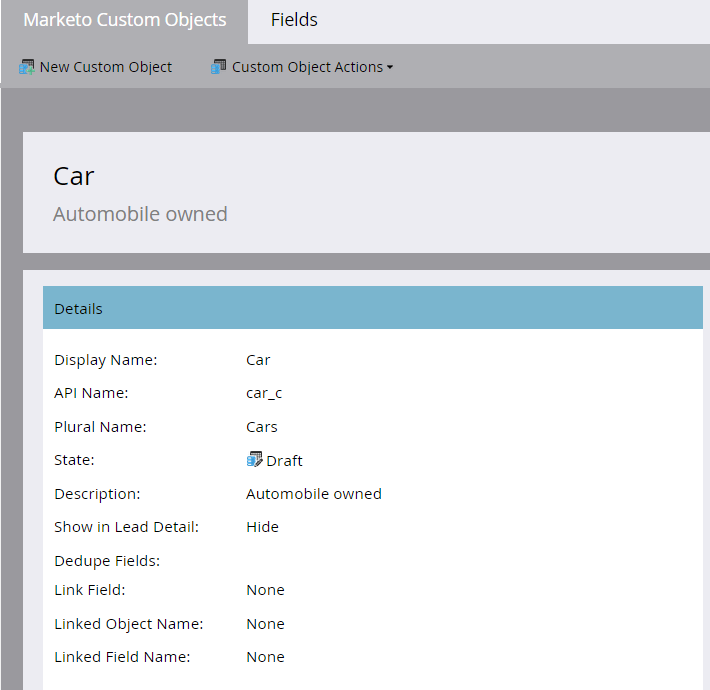 Marketo Custom Objects Fields
New Custom Object Custom Object Actions
Car
Automobile owned
Details
Display Name: Car
API Name: car_c
Plural Name: Cars
State: Draft
Description: Automobile owned
Show in Lead Detail: Hide
Dedupe Fields:
Link Field: None
Linked Object Name: None
Linked Field Name: None